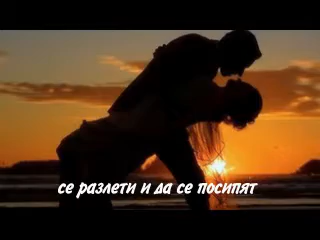 се разлети и да се посипят